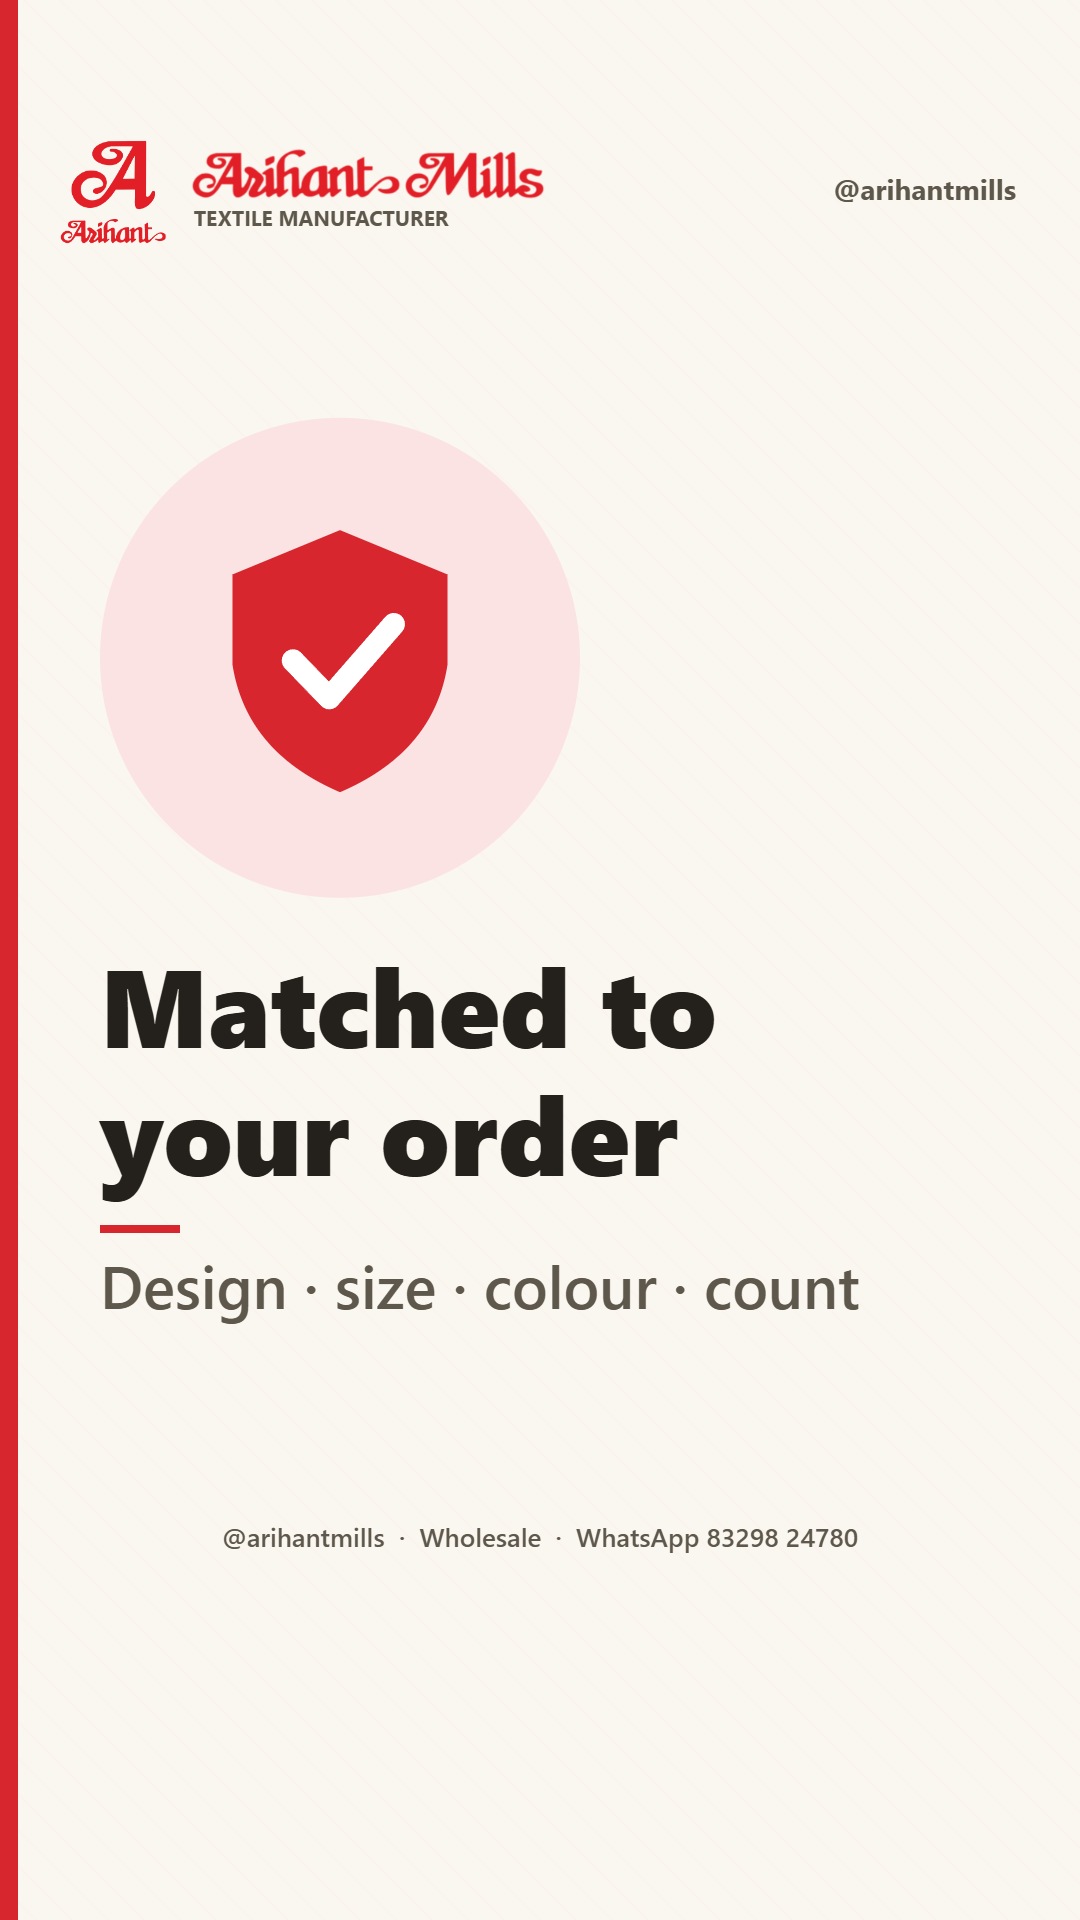 A
Arihant
Arihant Mills
TEXTILE MANUFACTURER
@arihantmills
Matched to
your order
Design · size · colour · count
@arihantmills · Wholesale · WhatsApp 83298 24780